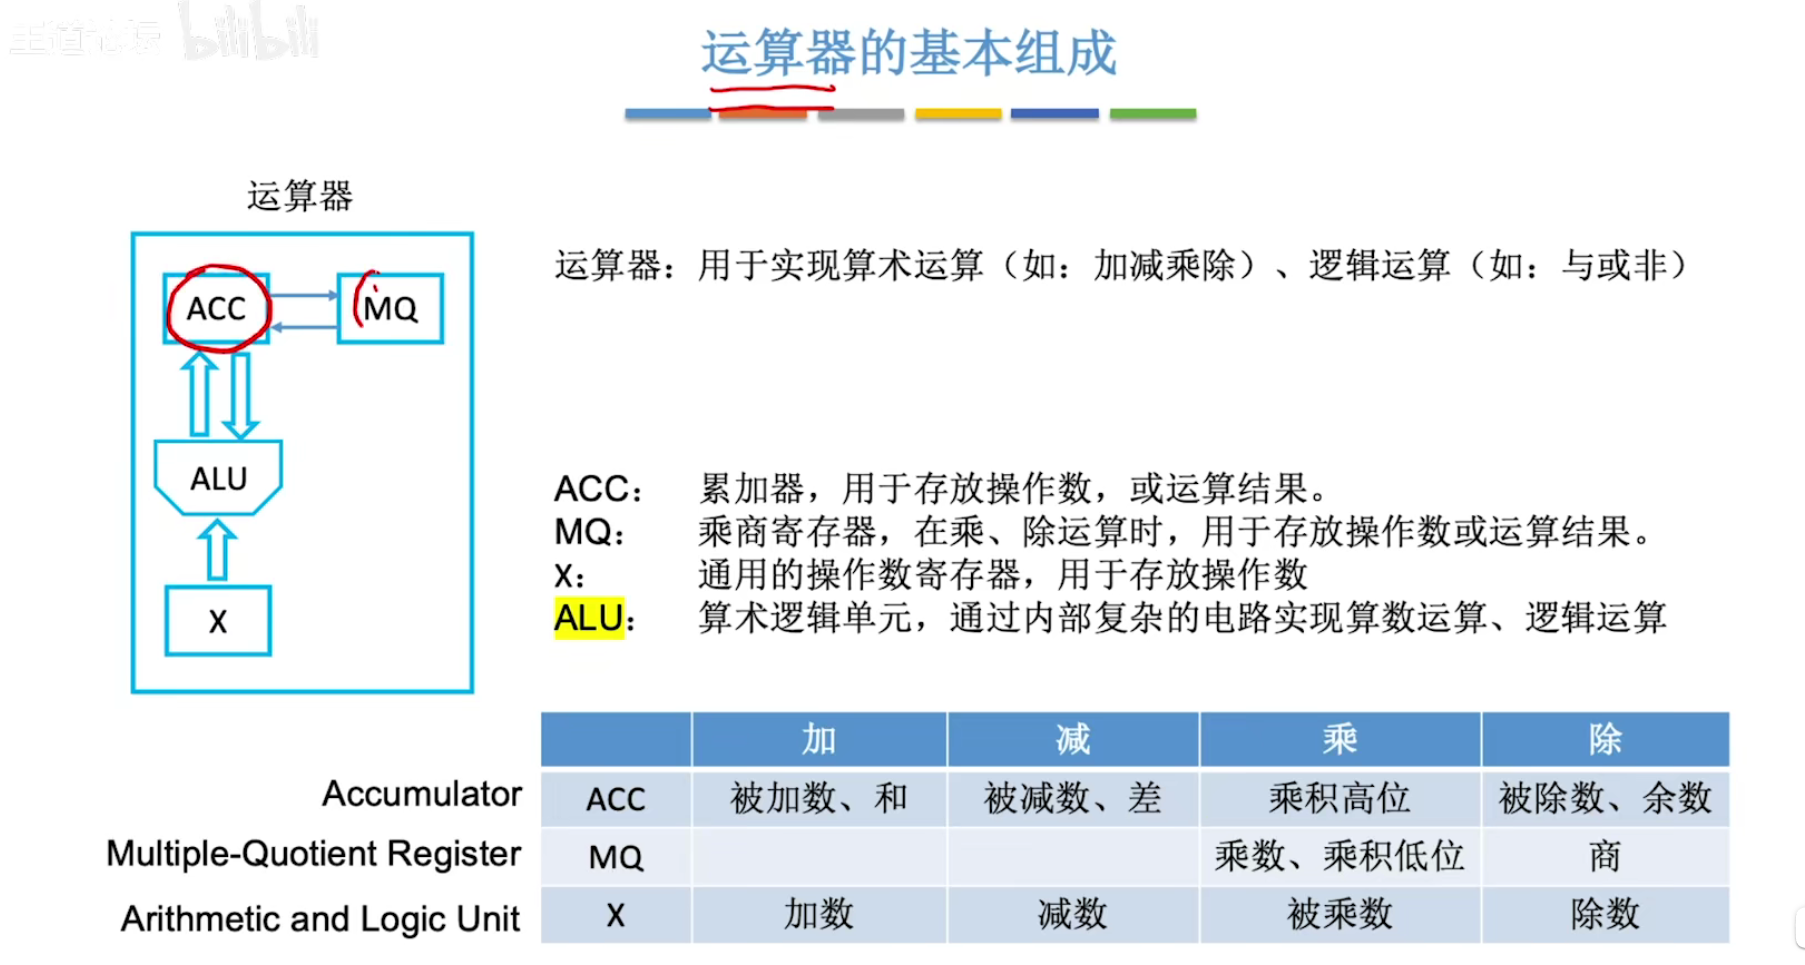 王道论坛 bilibili
运算器的基本组成
运算器
ACC
MQ
ALU
X
运算器：用于实现算术运算（如：加减乘除）、逻辑运算（如：与或非）
ACC： 累加器，用于存放操作数，或运算结果。
MQ： 乘商寄存器，在乘、除运算时，用于存放操作数或运算结果。
X： 通用的操作数寄存器，用于存放操作数
ALU： 算术逻辑单元，通过内部复杂的电路实现算数运算、逻辑运算
加 减 乘 除
Accumulator ACC 被加数、和 被减数、差 乘积高位 被除数、余数
Multiple-Quotient Register MQ 乘数、乘积低位 商
Arithmetic and Logic Unit X 加数 减数 被乘数 除数